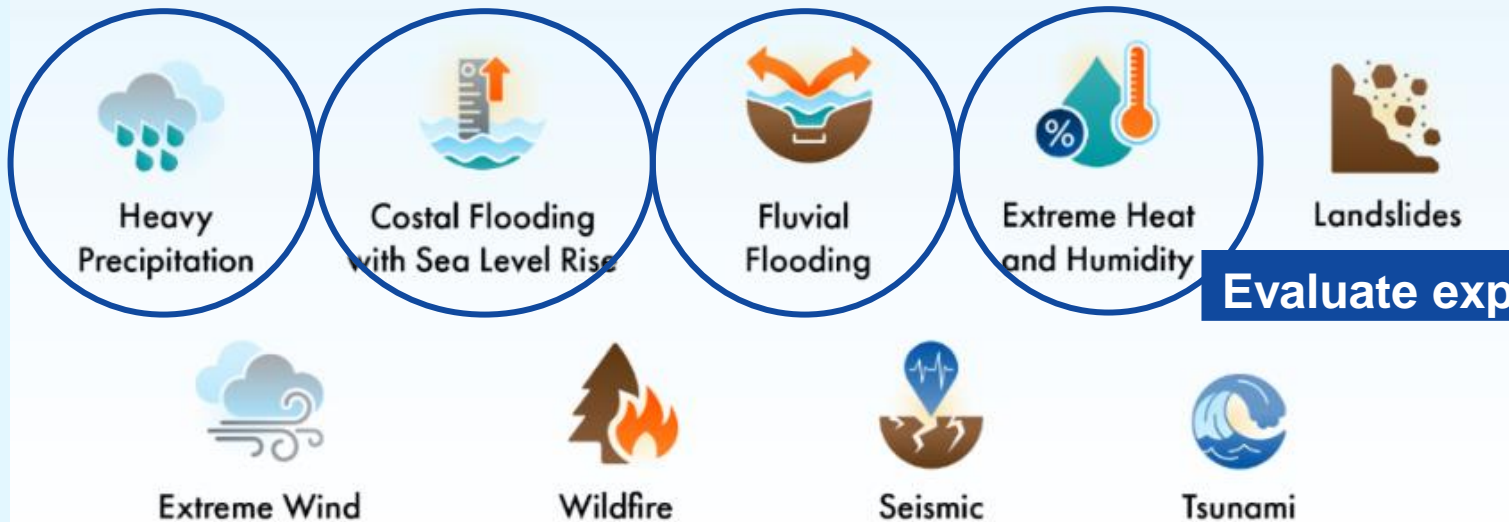 %
Heavy
Precipitation
Costal Flooding
with Sea Level Rise
Fluvial
Flooding
Extreme Heat
and Humidity
Landslides
Evaluate exp
Extreme Wind
Wildfire
Seismic
Tsunami